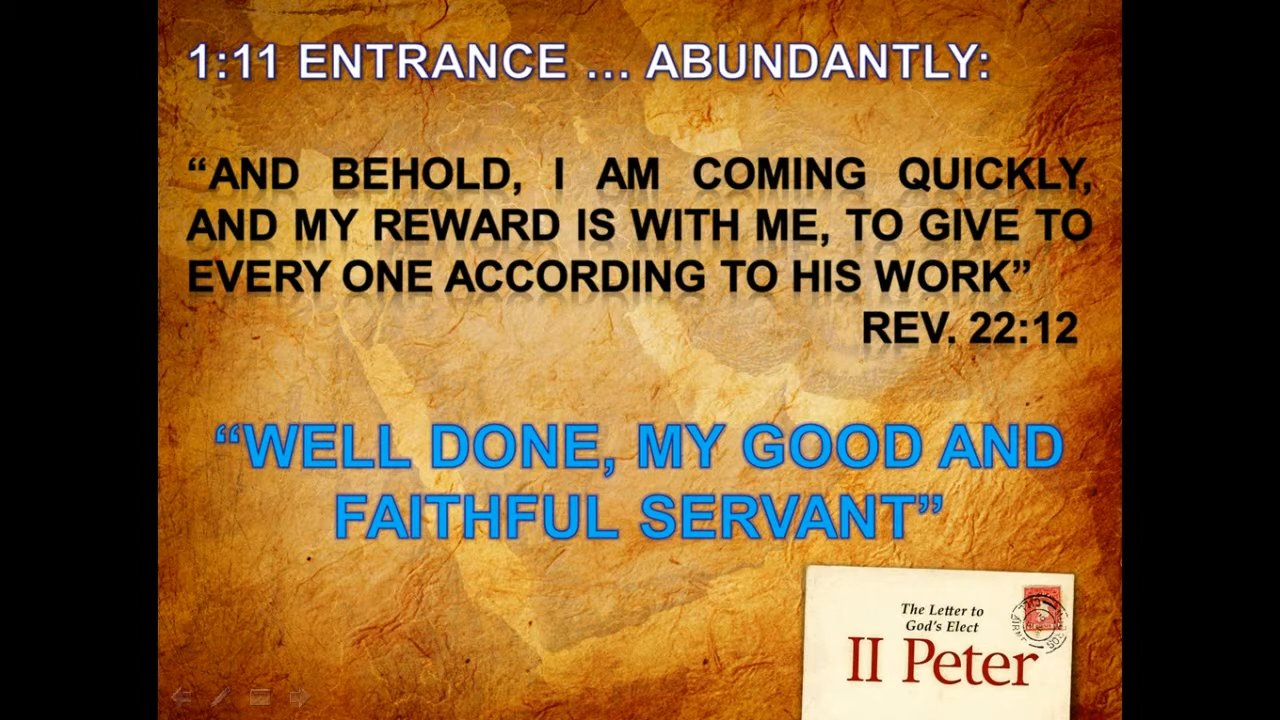 1:11 ENTRANCE ... ABUNDANTLY:
“AND BEHOLD, I AM COMING QUICKLY,
AND MY REWARD IS WITH ME, TO GIVE TO
EVERY ONE ACCORDING TO HIS WORK”
REV. 22:12
“WELL DONE, MY GOOD AND
FAITHFUL SERVANT”
The Letter to
God's Elect
II Peter